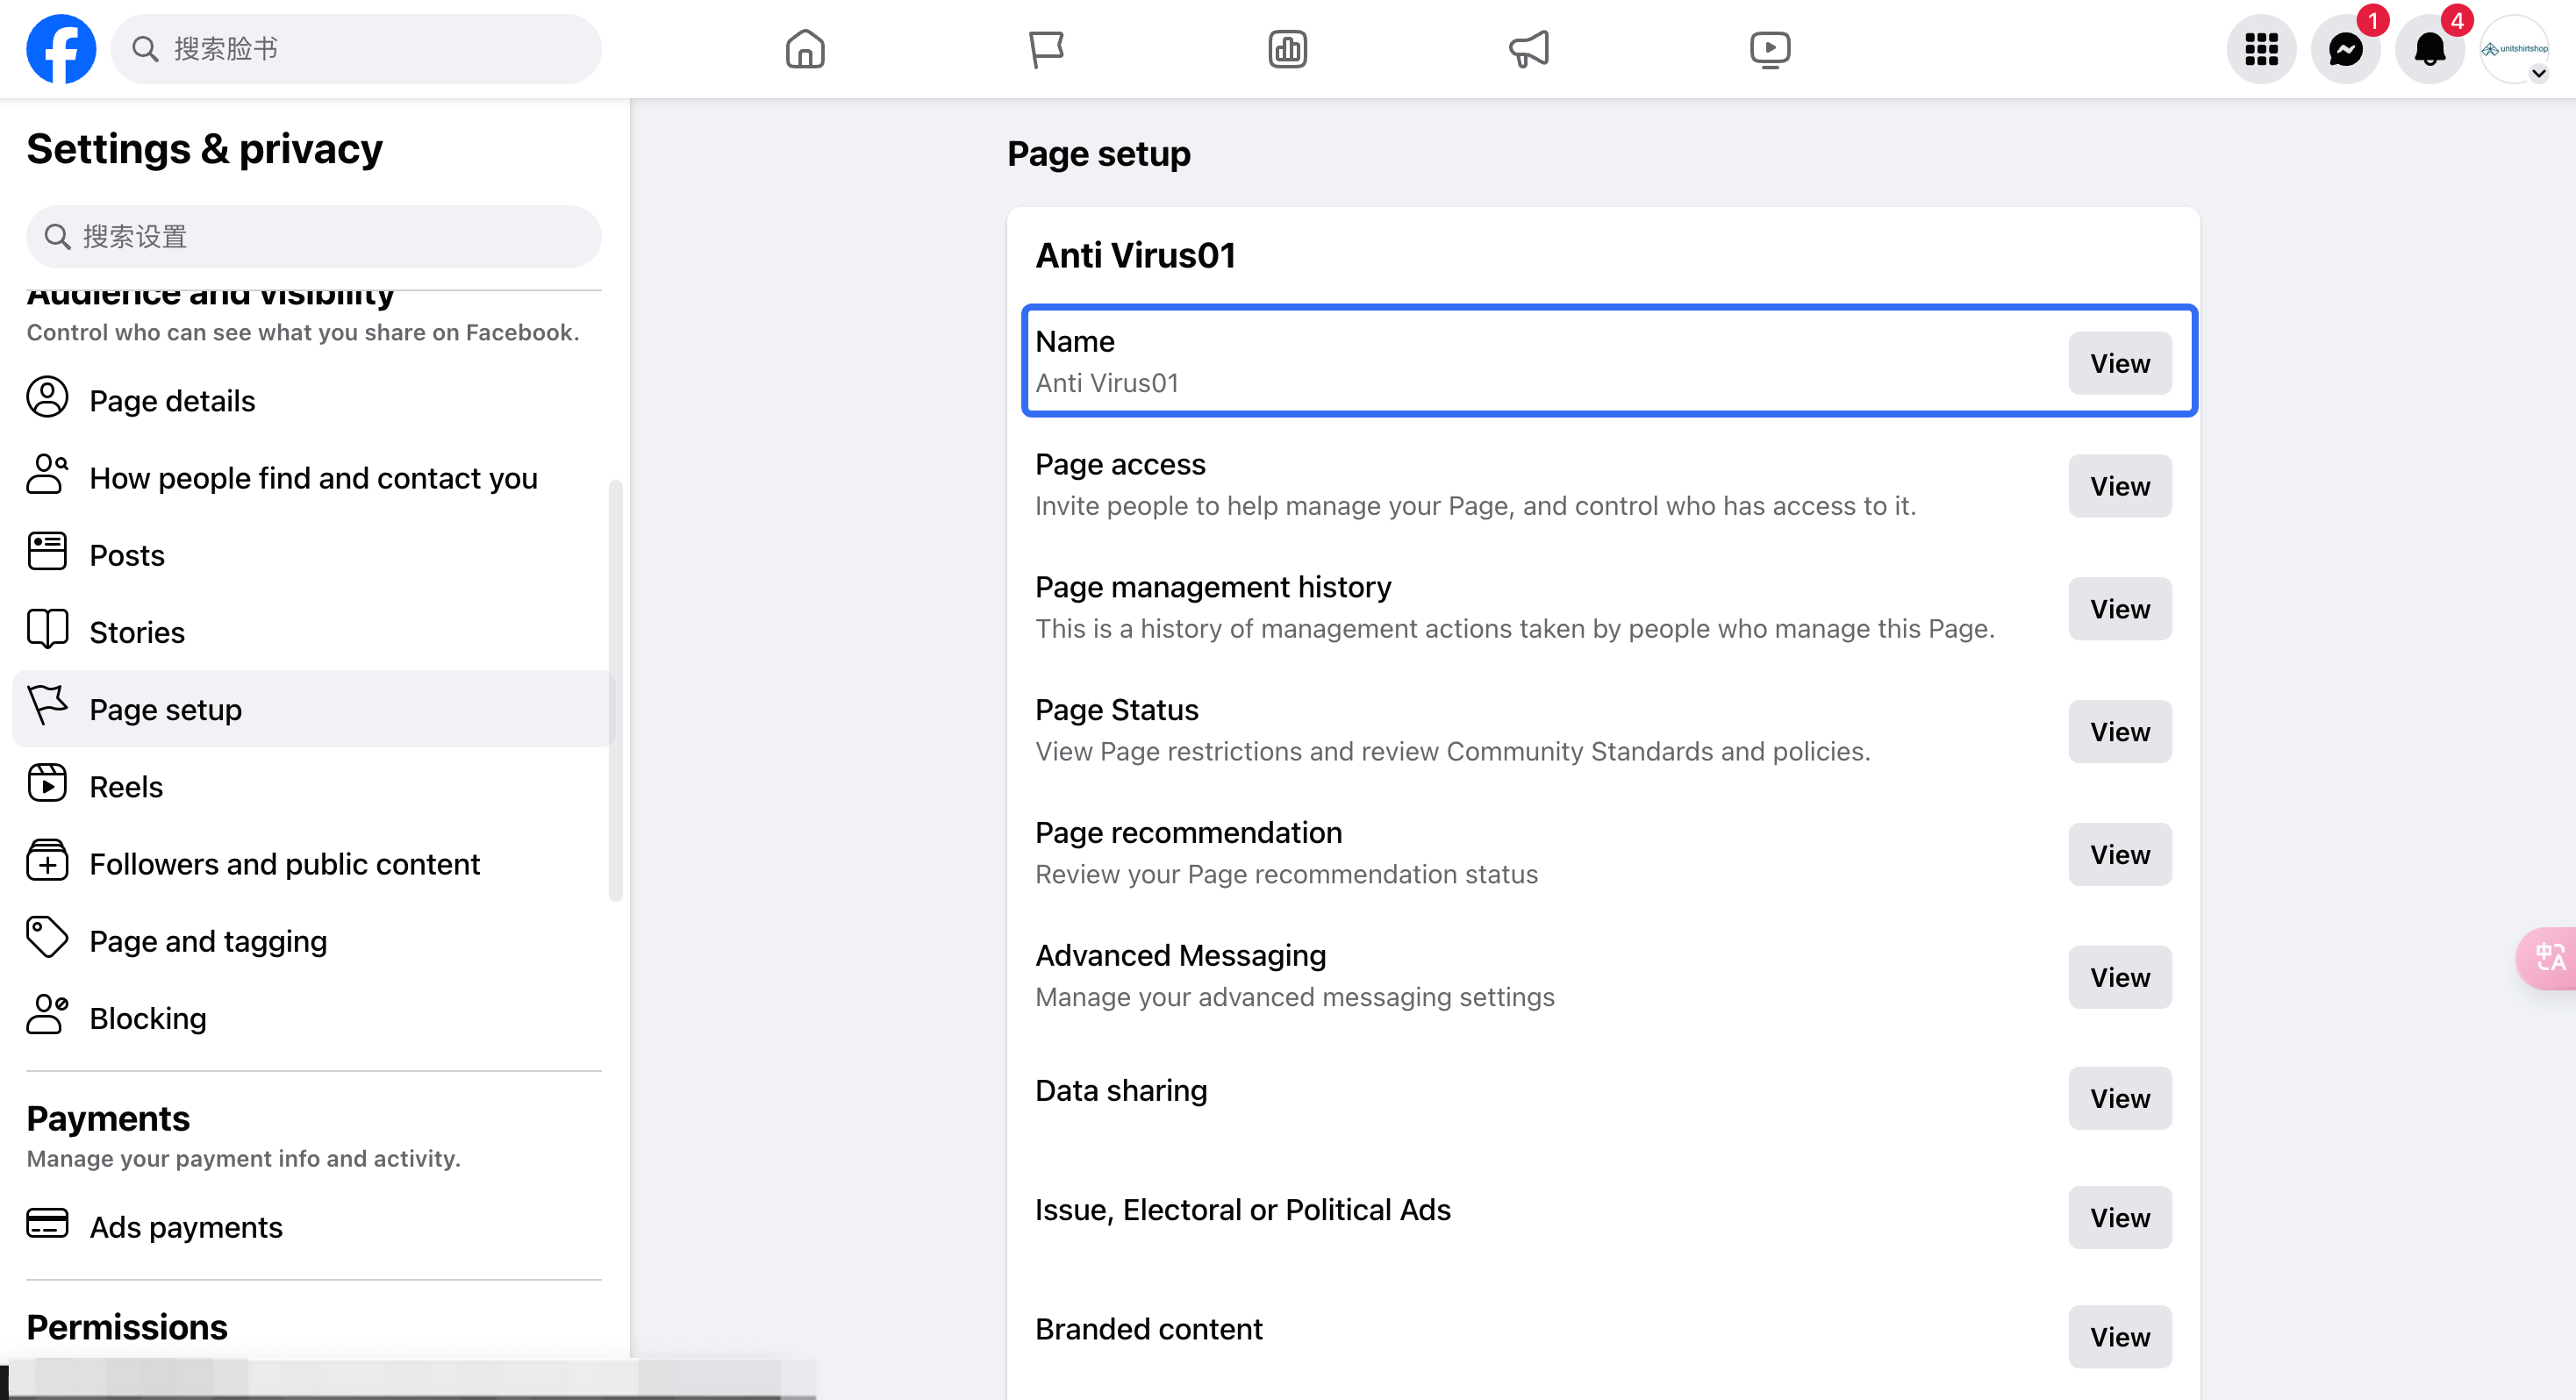 搜索脸书
1
4
unitshirtshop
Settings & privacy
搜索设置
Audience and visibility
Control who can see what you share on Facebook.
Page details
How people find and contact you
Posts
Stories
Page setup
Reels
Followers and public content
Page and tagging
Blocking
Payments
Manage your payment info and activity.
Ads payments
Permissions
Page setup
Anti Virus01
Name
Anti Virus01
View
Page access
Invite people to help manage your Page, and control who has access to it.
View
Page management history
This is a history of management actions taken by people who manage this Page.
View
Page Status
View Page restrictions and review Community Standards and policies.
View
Page recommendation
Review your Page recommendation status
View
Advanced Messaging
Manage your advanced messaging settings
View
Data sharing
View
Issue, Electoral or Political Ads
View
Branded content
View
中A